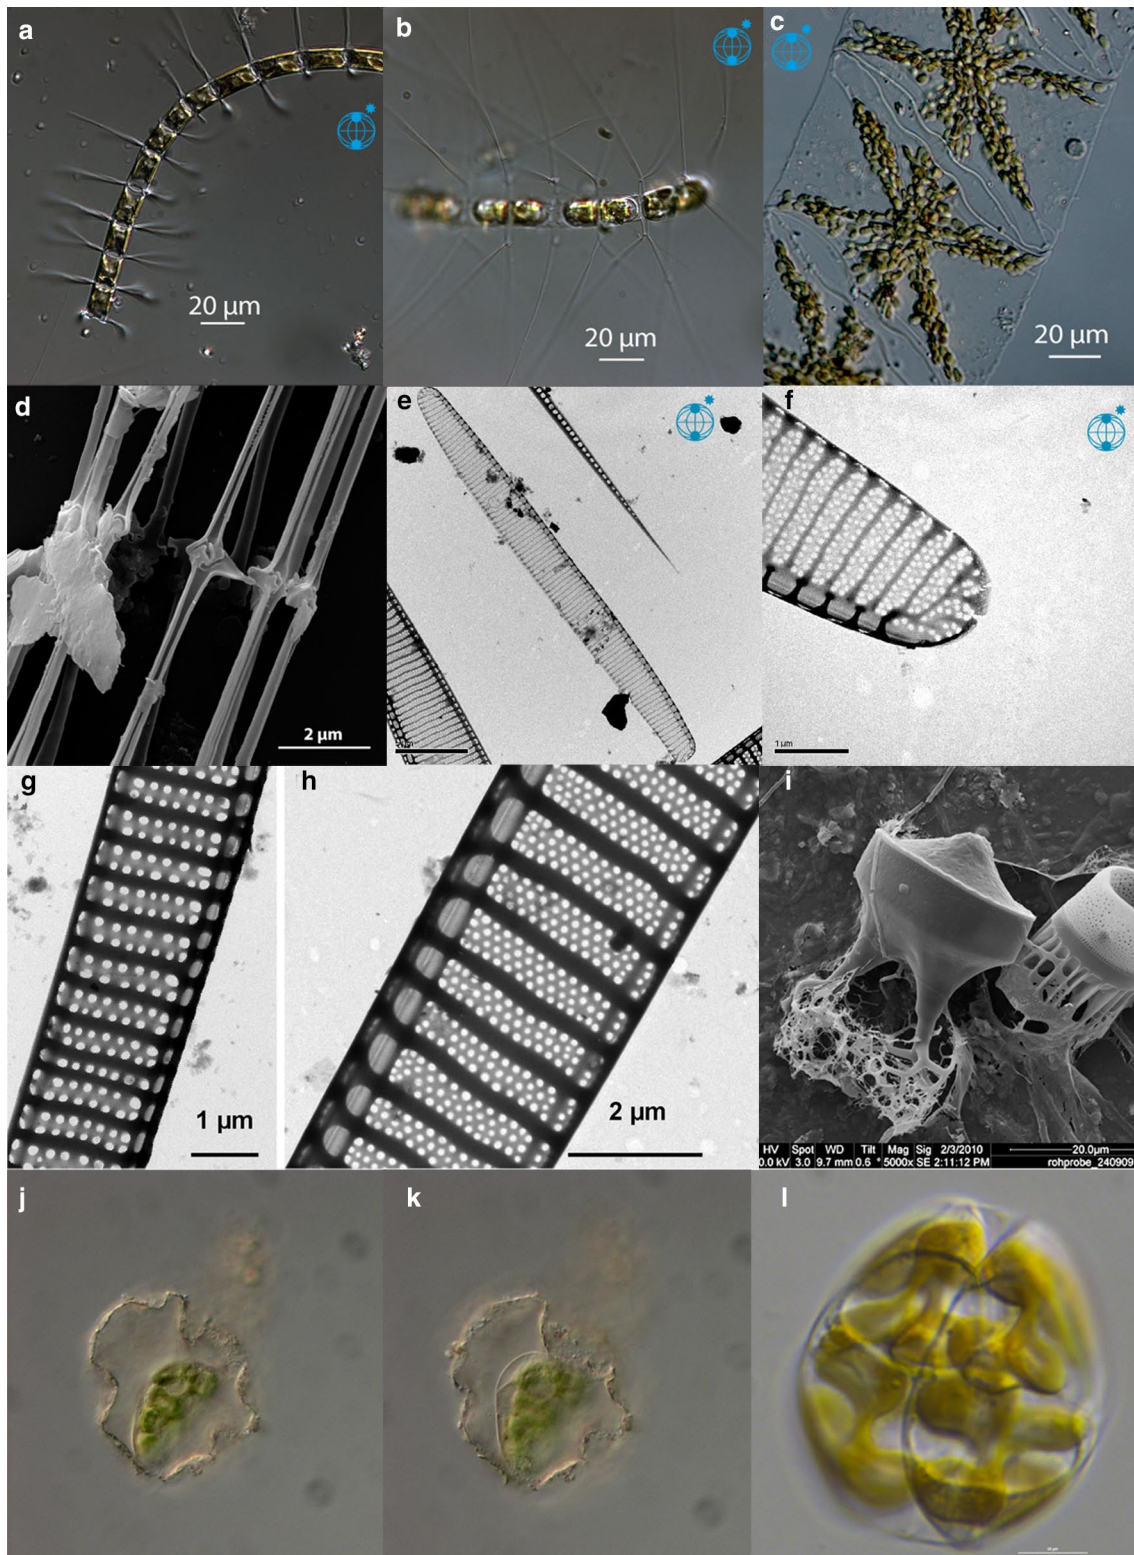 a
20 µm
b
20 µm
c
20 µm
d
2 µm
e
f
1 µm
g
1 µm
h
2 µm
i
HV Spot WD Tilt Mag Sig 2/3/2010 20.0µm
0.0 kV 3.0 9.7 mm 0.6 ° 5000x SE 2:11:12 PM rohprobe_240909
j
k
l